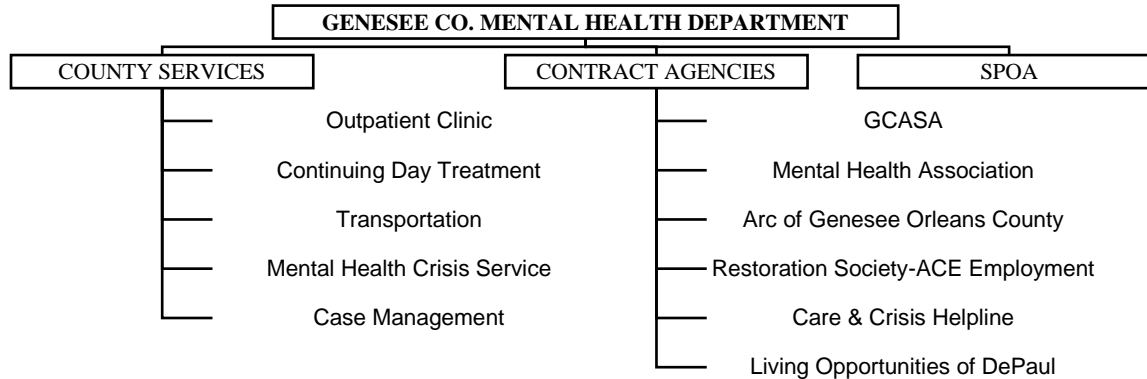 GENESEE CO. MENTAL HEALTH DEPARTMENT
COUNTY SERVICES
Outpatient Clinic
Continuing Day Treatment
Transportation
Mental Health Crisis Service
Case Management
CONTRACT AGENCIES
GCASA
Mental Health Association
Arc of Genesee Orleans County
Restoration Society-ACE Employment
Care & Crisis Helpline
Living Opportunities of DePaul
SPOA